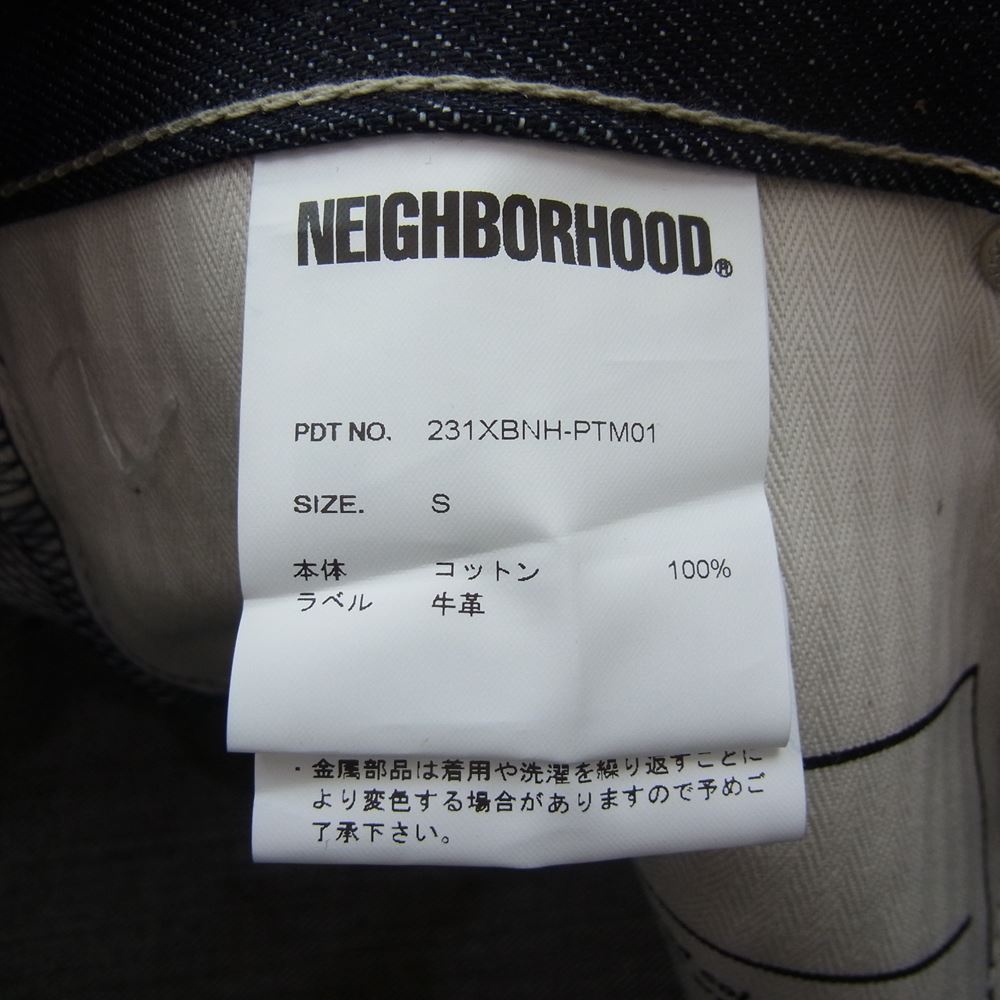 NEIGHBORHOOD®
PDT NO. 231XBNH-PTM01
SIZE. S
本体 コットン 100%
ラベル 牛革
・金属部品は着用や洗濯を繰り返すことに
より変色する場合がありますので予めご
了承下さい。